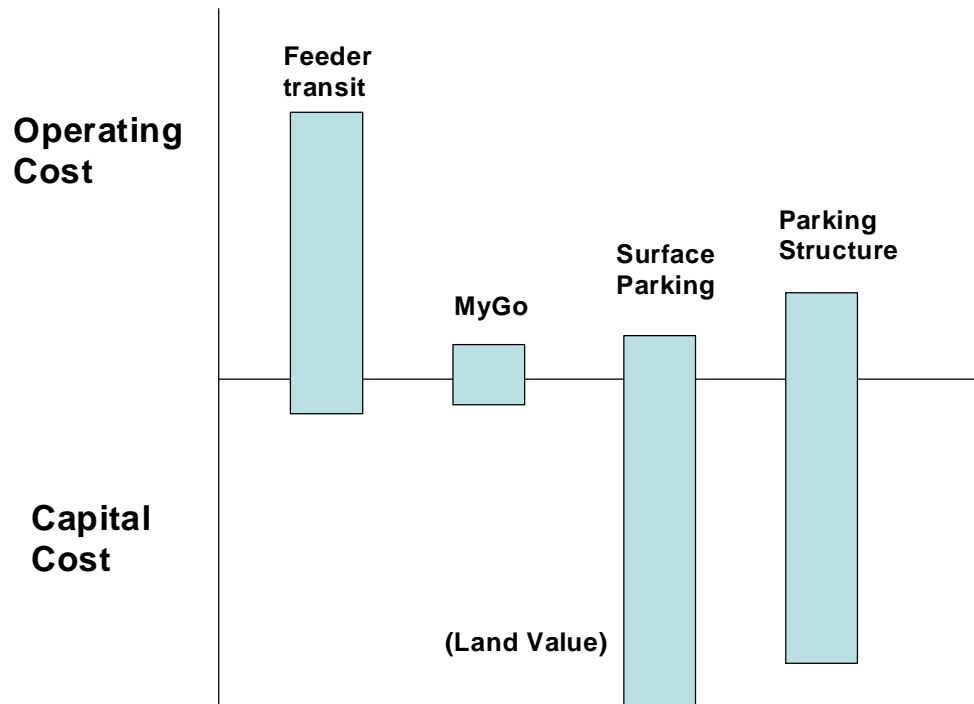 Feeder
transit
Operating
Cost
Parking
Structure
Surface
Parking
MyGo
Capital
Cost
(Land Value)